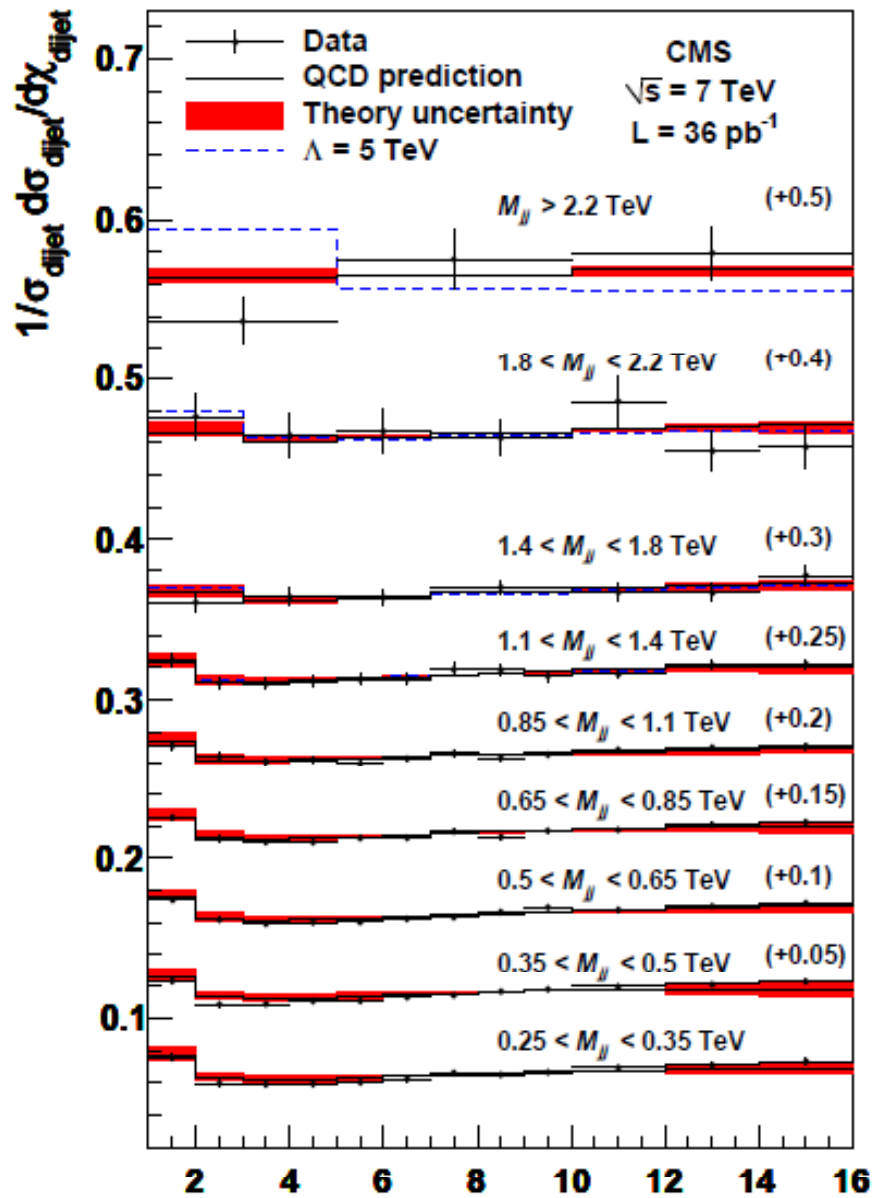 1/σ_dijet dσ_dijet/dχ_dijet
Data
QCD prediction
Theory uncertainty
Λ = 5 TeV
CMS
√s = 7 TeV
L = 36 pb⁻¹
M_jj > 2.2 TeV (+0.5)
1.8 < M_jj < 2.2 TeV (+0.4)
1.4 < M_jj < 1.8 TeV (+0.3)
1.1 < M_jj < 1.4 TeV (+0.25)
0.85 < M_jj < 1.1 TeV (+0.2)
0.65 < M_jj < 0.85 TeV (+0.15)
0.5 < M_jj < 0.65 TeV (+0.1)
0.35 < M_jj < 0.5 TeV (+0.05)
0.25 < M_jj < 0.35 TeV
0.7
0.6
0.5
0.4
0.3
0.2
0.1
2 4 6 8 10 12 14 16